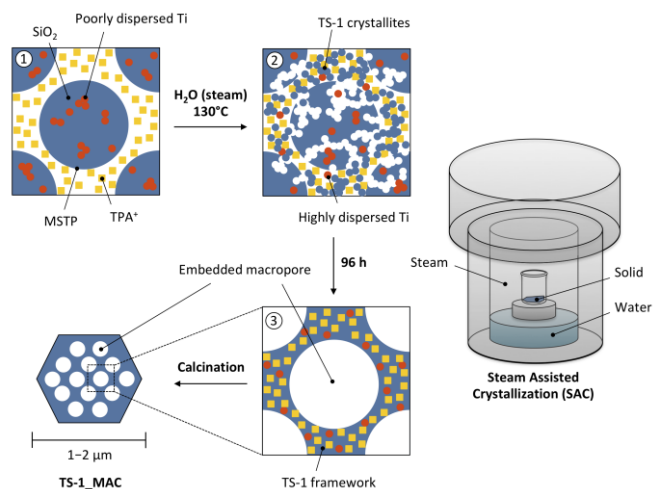 Poorly dispersed Ti
SiO₂
①
H₂O (steam)
130°C
MSTP
TPA⁺
TS-1 crystallites
②
Highly dispersed Ti
96 h
Embedded macropore
③
Calcination
1−2 μm
TS-1_MAC
TS-1 framework
Steam
Solid
Water
Steam Assisted
Crystallization (SAC)